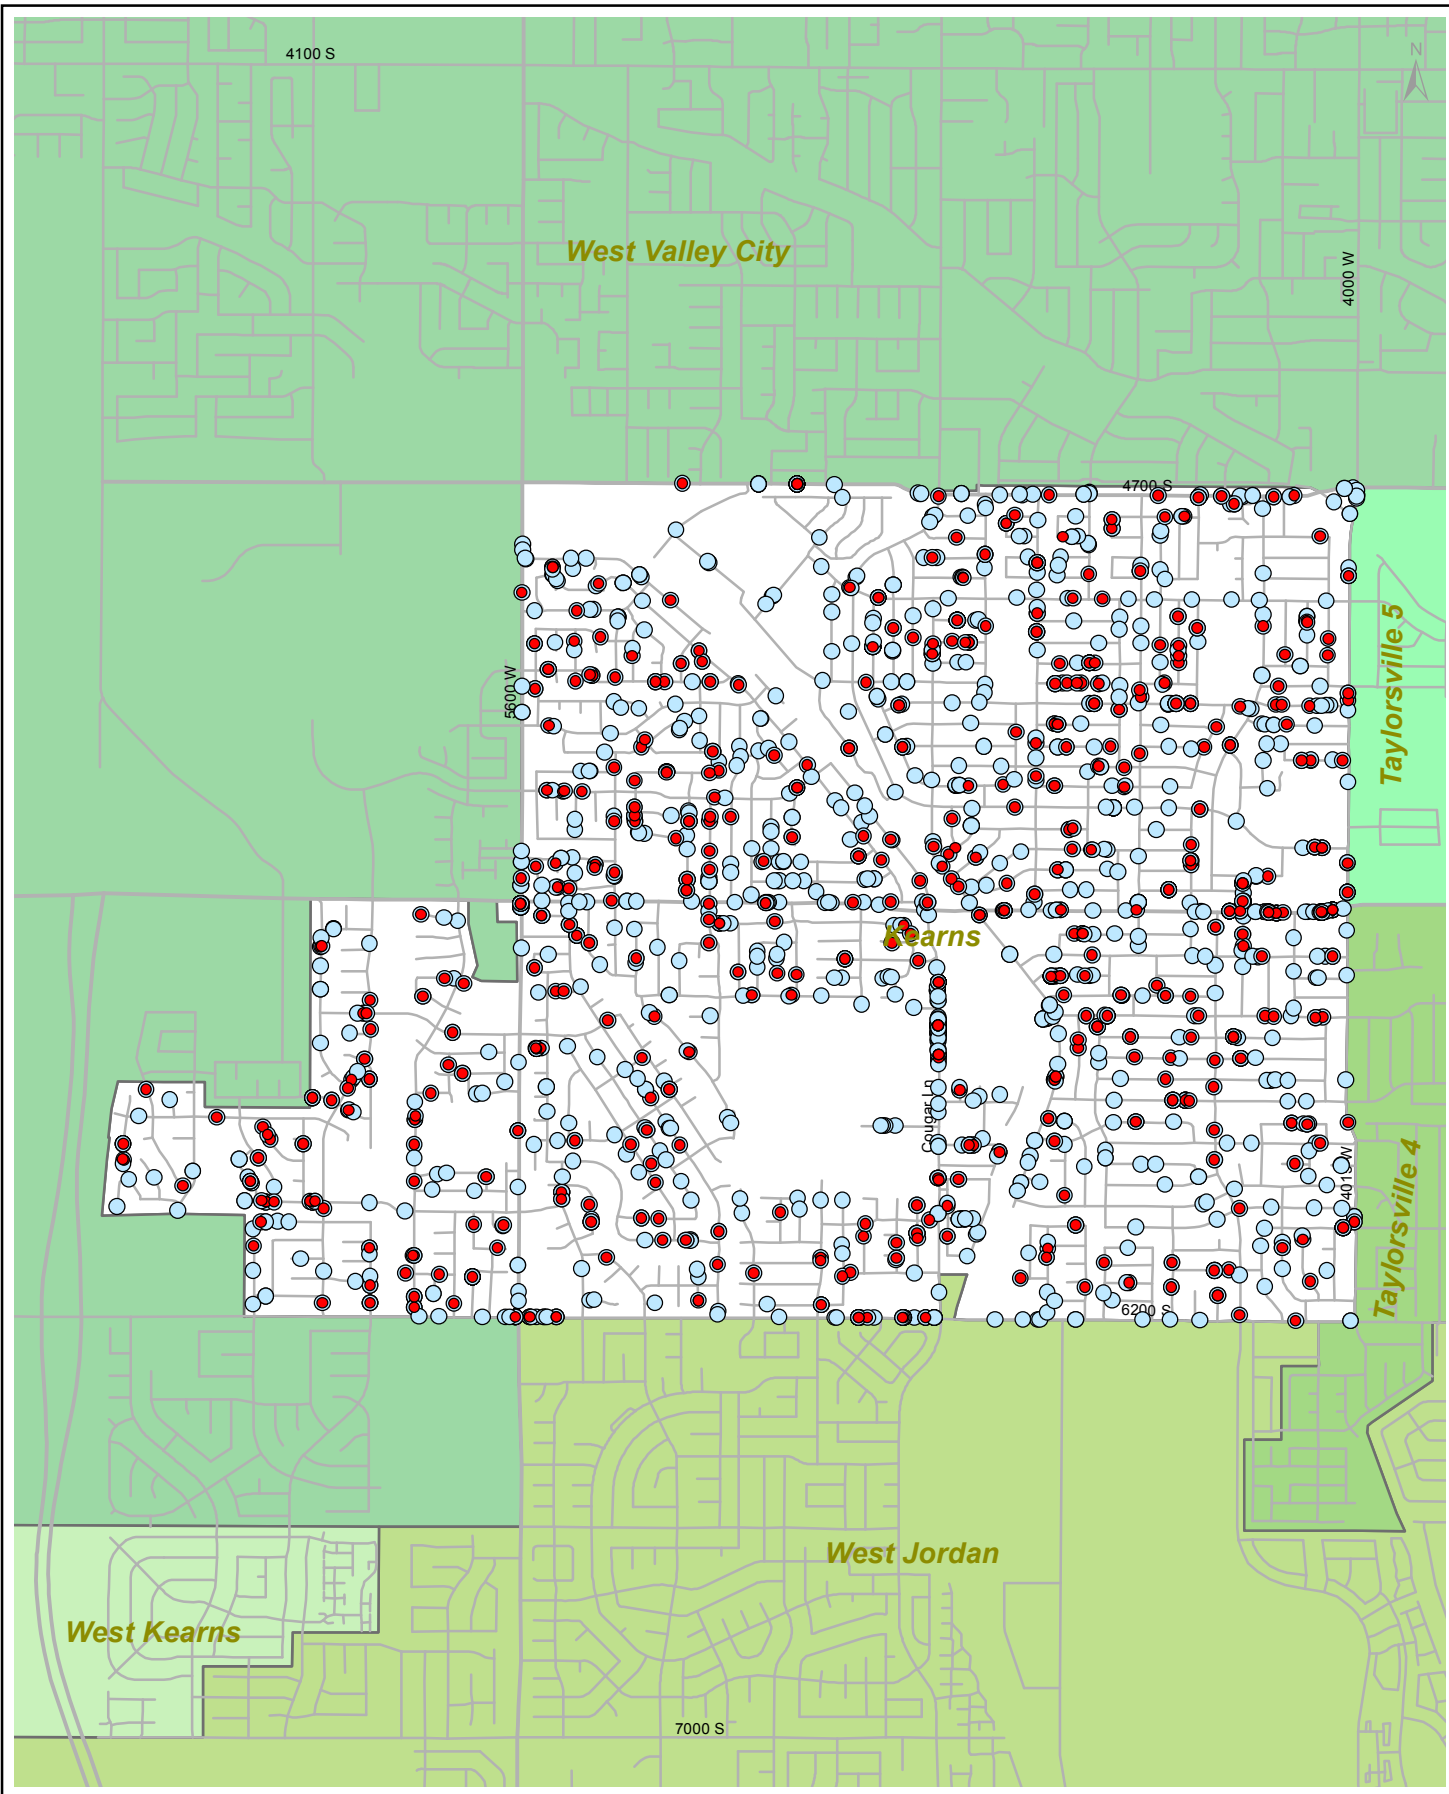 4100 S
N
West Valley City
4000 W
4700 S
5600 W
Taylorsville 5
Kearns
Cougar Ln
Taylorsville 4
4015 W
6200 S
West Jordan
West Kearns
7000 S